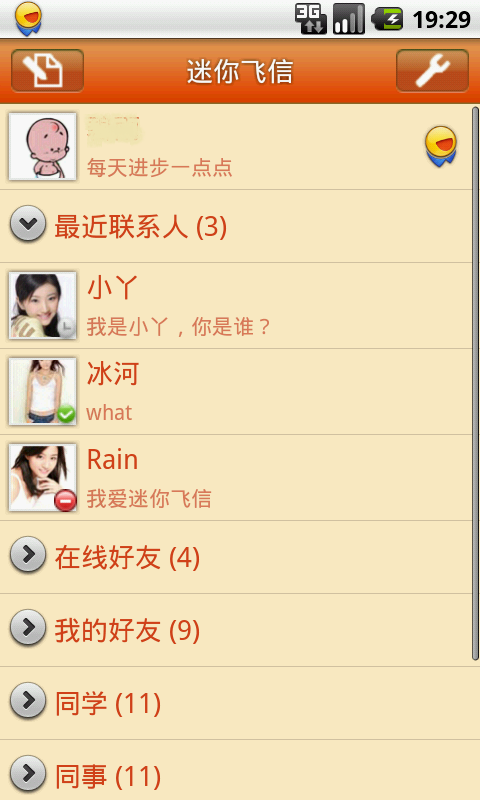 3G
19:29
迷你飞信
每天进步一点点
最近联系人 (3)
小丫
我是小丫，你是谁？
冰河
what
Rain
我爱迷你飞信
在线好友 (4)
我的好友 (9)
同学 (11)
同事 (11)